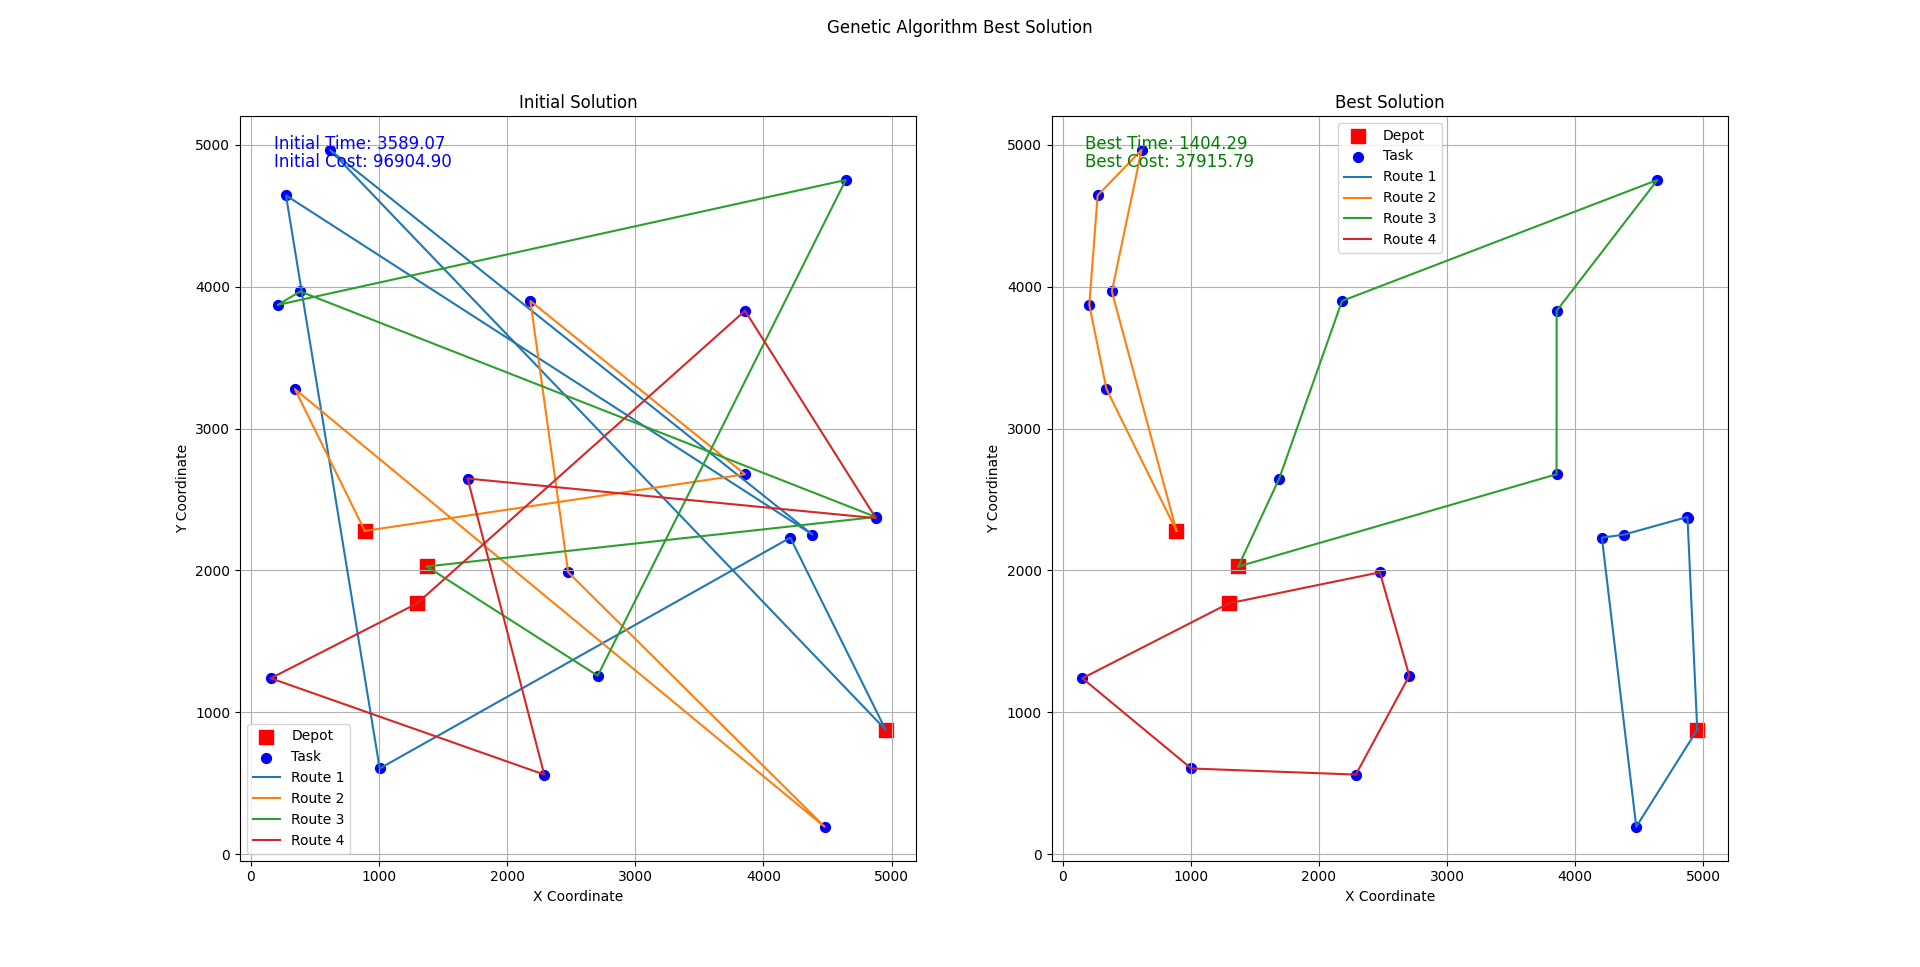 Genetic Algorithm Best Solution
Initial Solution
Initial Time: 3589.07
Initial Cost: 96904.90
5000
4000
3000
2000
1000
0
Y Coordinate
Depot
Task
Route 1
Route 2
Route 3
Route 4
0 1000 2000 3000 4000 5000
X Coordinate
Best Solution
Best Time: 1404.29
Best Cost: 37915.79
Depot
Task
Route 1
Route 2
Route 3
Route 4
5000
4000
3000
2000
1000
0
Y Coordinate
0 1000 2000 3000 4000 5000
X Coordinate